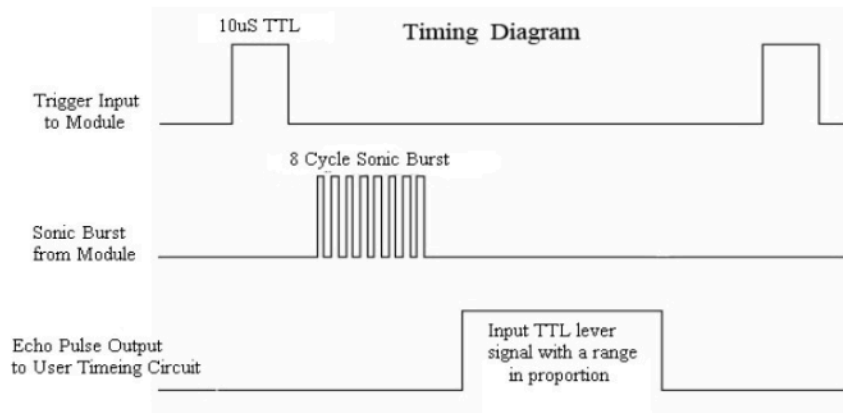 10uS TTL
Timing Diagram
Trigger Input
to Module
8 Cycle Sonic Burst
Sonic Burst
from Module
Echo Pulse Output
to User Timeing Circuit
Input TTL lever
signal with a range
in proportion